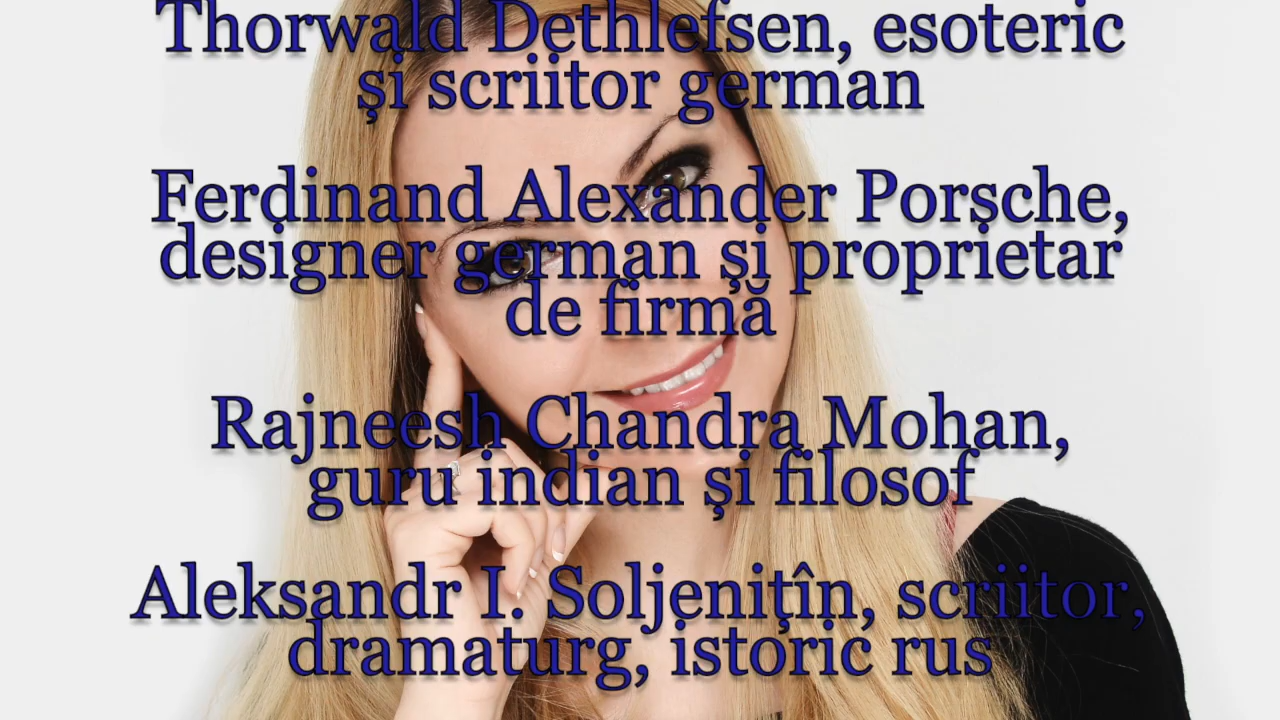 Thorwald Dethlefsen, esoteric
și scriitor german
Ferdinand Alexander Porsche,
designer german și proprietar
de firmă
Rajneesh Chandra Mohan,
guru indian și filosof
Aleksandr I. Soljenițîn, scriitor,
dramaturg, istoric rus